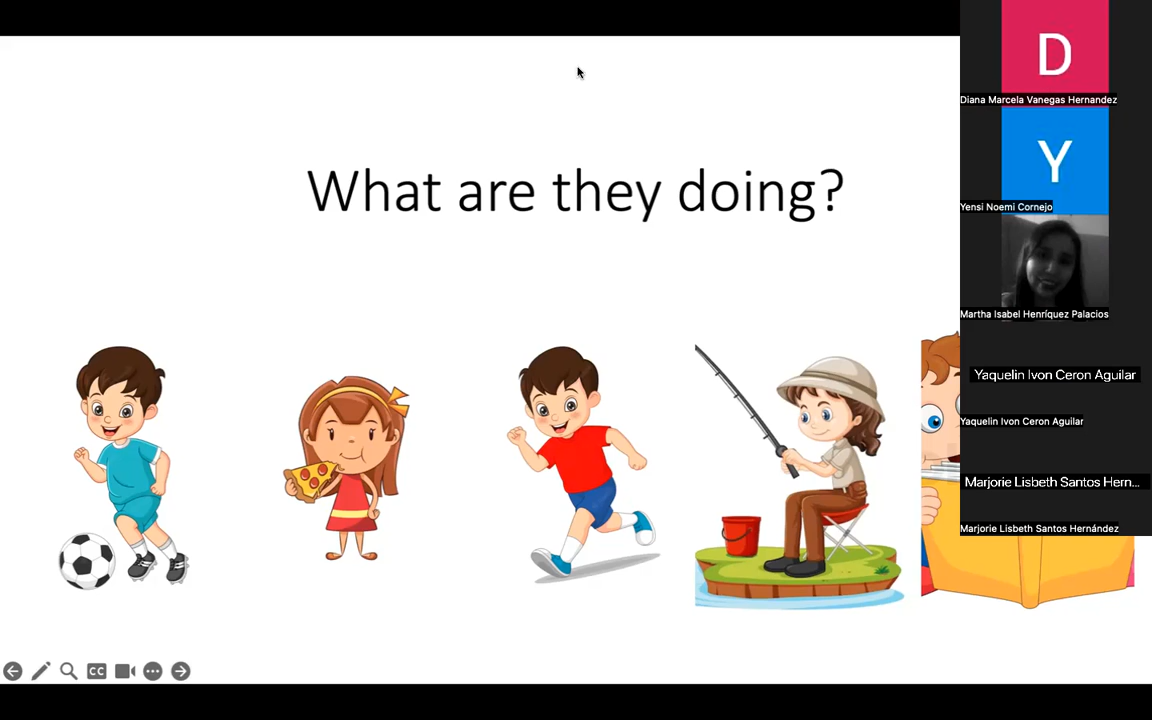 What are they doing?
D
Diana Marcela Vanegas Hernandez
Y
Yensi Noemi Cornejo
Martha Isabel Henríquez Palacios
Yaquelin Ivon Ceron Aguilar
Yaquelin Ivon Ceron Aguilar
Marjorie Lisbeth Santos Hern...
Marjorie Lisbeth Santos Hernández
CC